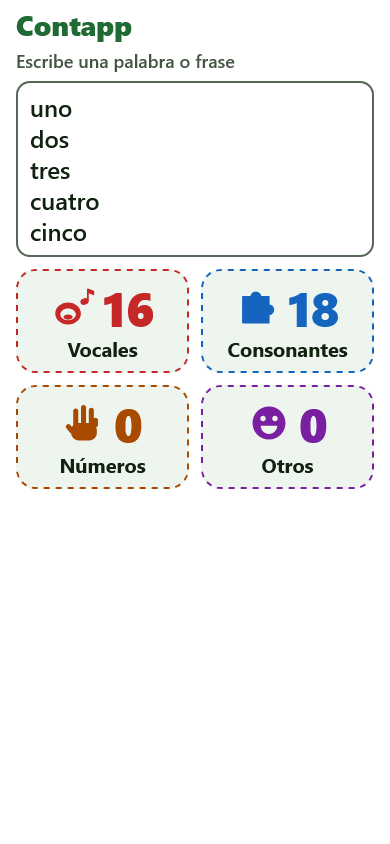 Contapp
Escribe una palabra o frase
uno
dos
tres
cuatro
cinco
16
Vocales
18
Consonantes
0
Números
0
Otros